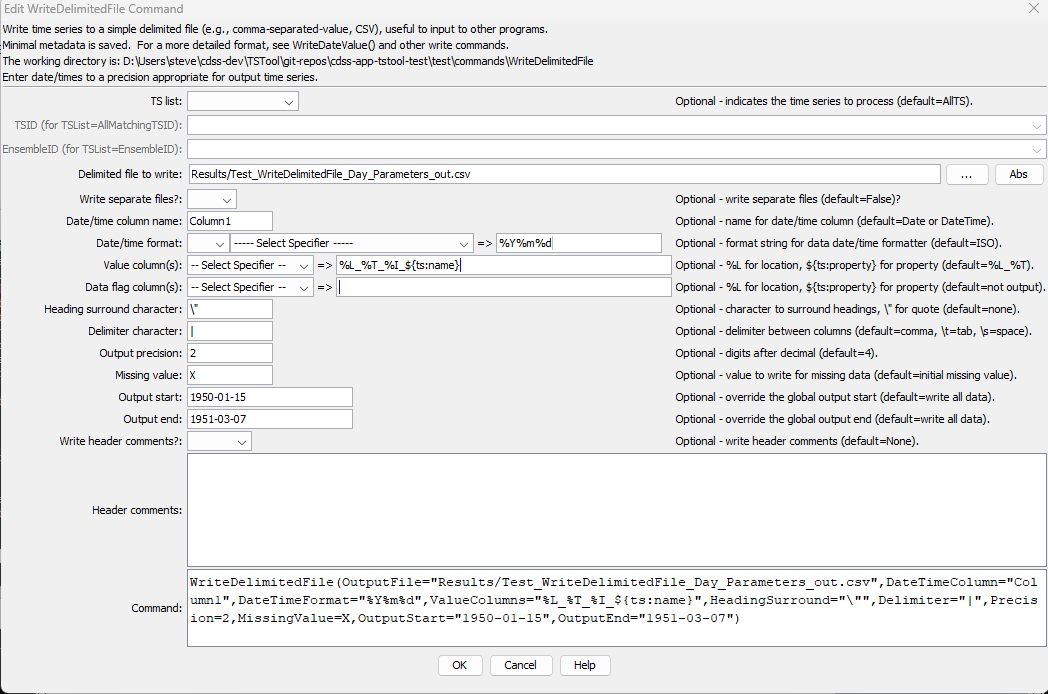 Edit WriteDelimitedFile Command
Write time series to a simple delimited file (e.g., comma-separated-value, CSV), useful to input to other programs.
Minimal metadata is saved.  For a more detailed format, see WriteDateValue() and other write commands.
The working directory is: D:\Users\steve\cdss-dev\TSTool\git-repos\cdss-app-tstool-test\test\commands\WriteDelimitedFile
Enter date/times to a precision appropriate for output time series.
TS list: Optional - indicates the time series to process (default=AllTS).
TSID (for TSList=AllMatchingTSID):
EnsembleID (for TSList=EnsembleID):
Delimited file to write: Results/Test_WriteDelimitedFile_Day_Parameters_out.csv ... Abs
Write separate files?: Optional - write separate files (default=False)?
Date/time column name: Column1 Optional - name for date/time column (default=Date or DateTime).
Date/time format: ----- Select Specifier ----- => %Y%m%d Optional - format string for data date/time formatter (default=ISO).
Value column(s): -- Select Specifier -- => %L_%T_%I_${ts:name} Optional - %L for location, ${ts:property} for property (default=%L_%T).
Data flag column(s): -- Select Specifier -- => Optional - %L for location, ${ts:property} for property (default=not output).
Heading surround character: \" Optional - character to surround headings, \" for quote (default=none).
Delimiter character: | Optional - delimiter between columns (default=comma, \t=tab, \s=space).
Output precision: 2 Optional - digits after decimal (default=4).
Missing value: X Optional - value to write for missing data (default=initial missing value).
Output start: 1950-01-15 Optional - override the global output start (default=write all data).
Output end: 1951-03-07 Optional - override the global output end (default=write all data).
Write header comments?: Optional - write header comments (default=None).
Header comments:
Command: WriteDelimitedFile(OutputFile="Results/Test_WriteDelimitedFile_Day_Parameters_out.csv",DateTimeColumn="Col
umn1",DateTimeFormat="%Y%m%d",ValueColumns="%L_%T_%I_${ts:name}",HeadingSurround="\"",Delimiter="|",Precis
ion=2,MissingValue=X,OutputStart="1950-01-15",OutputEnd="1951-03-07")
OK Cancel Help